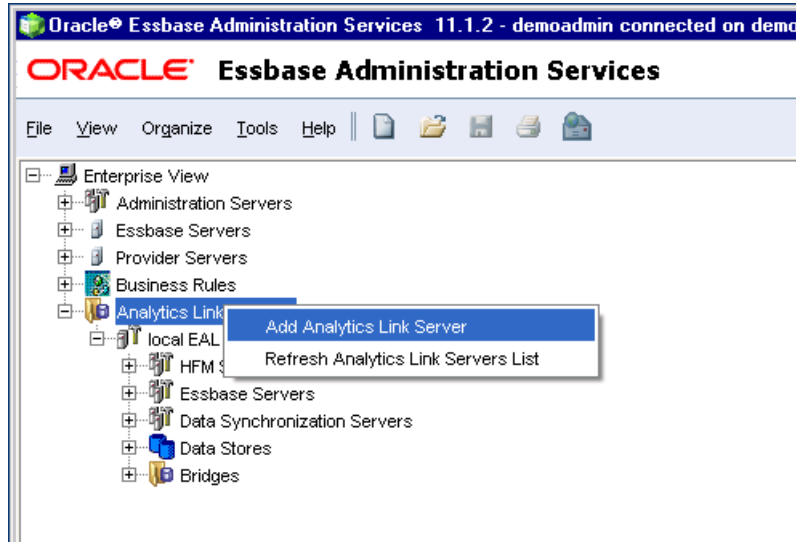 Oracle® Essbase Administration Services 11.1.2 - demoadmin connected on demo
ORACLE® Essbase Administration Services
File View Organize Tools Help
Enterprise View
Administration Servers
Essbase Servers
Provider Servers
Business Rules
Analytics Link
Add Analytics Link Server
local EAL
Refresh Analytics Link Servers List
HFM
Essbase Servers
Data Synchronization Servers
Data Stores
Bridges